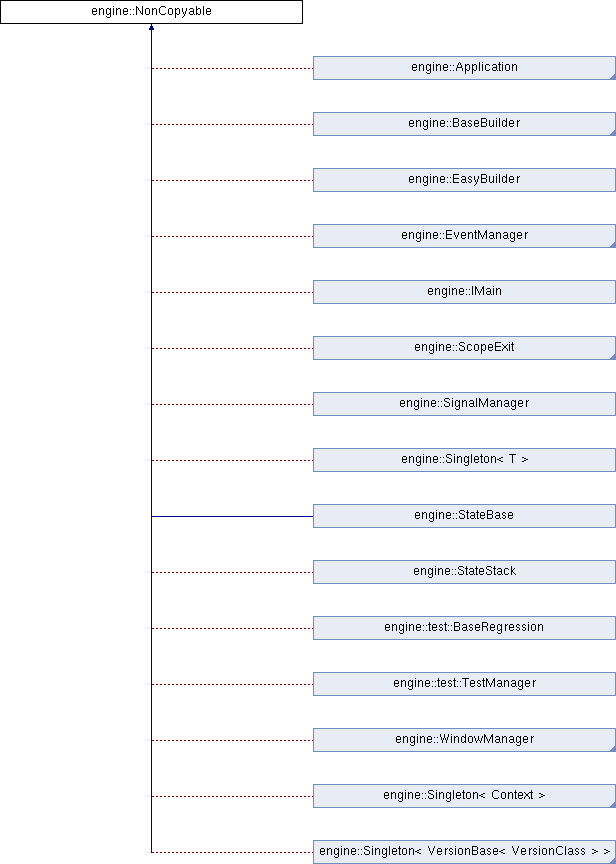 engine::NonCopyable
engine::Application
engine::BaseBuilder
engine::EasyBuilder
engine::EventManager
engine::IMain
engine::ScopeExit
engine::SignalManager
engine::Singleton< T >
engine::StateBase
engine::StateStack
engine::test::BaseRegression
engine::test::TestManager
engine::WindowManager
engine::Singleton< Context >
engine::Singleton< VersionBase< VersionClass > >